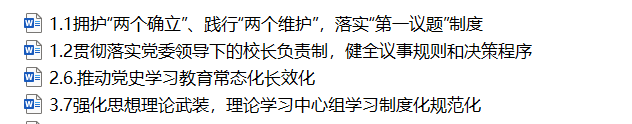 1.1拥护“两个确立”、践行“两个维护”，落实“第一议题”制度
1.2贯彻落实党委领导下的校长负责制，健全议事规则和决策程序
2.6.推动党史学习教育常态化长效化
3.7强化思想理论武装，理论学习中心组学习制度化规范化